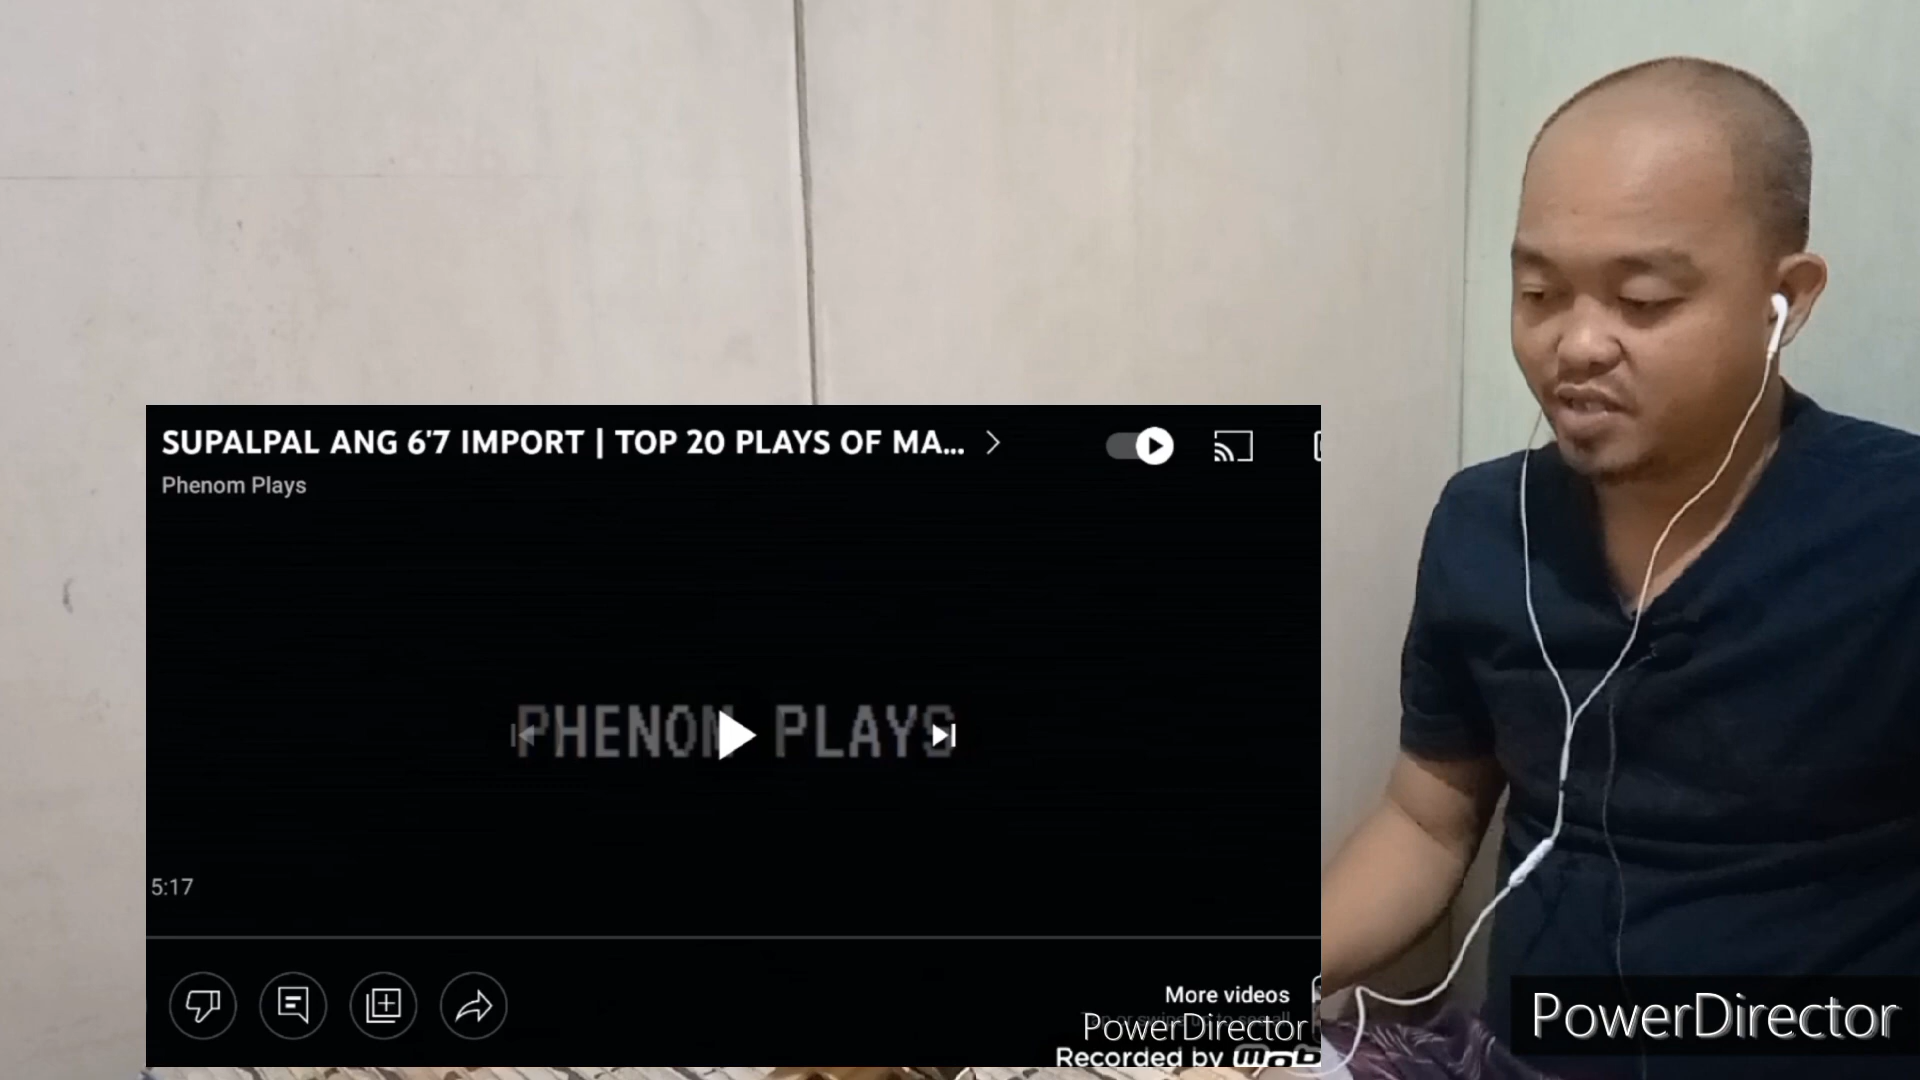 SUPALPAL ANG 6'7 IMPORT | TOP 20 PLAYS OF MA...
Phenom Plays
PHENOM PLAYS
5:17
More videos
PowerDirector
Recorded by
PowerDirector